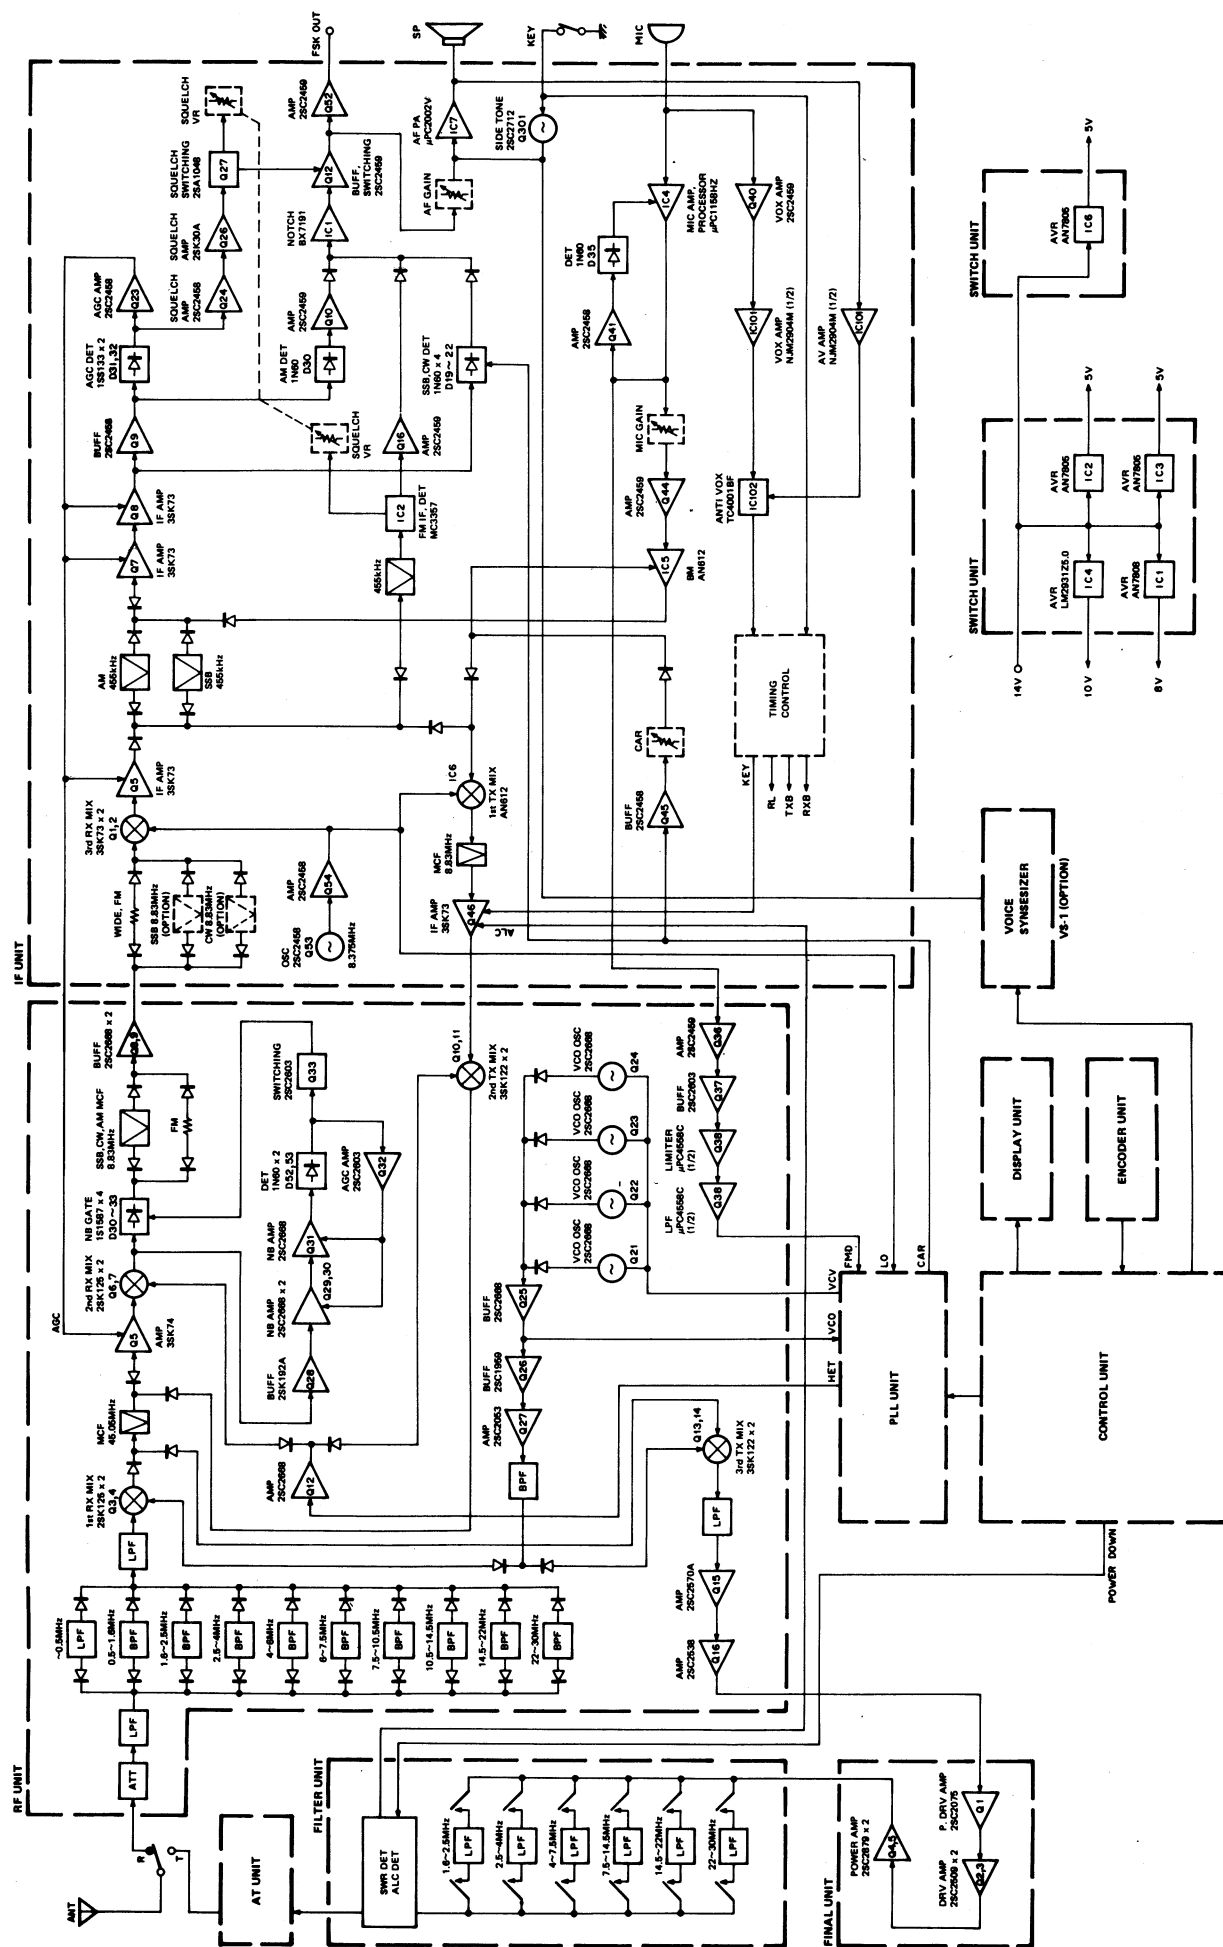 RF UNIT
ANT
R
T
ATT
LPF
~0.5MHz
LPF
0.5~1.6MHz
BPF
1.6~2.5MHz
BPF
2.5~4MHz
BPF
4~6MHz
BPF
6~7.5MHz
BPF
7.5~10.5MHz
BPF
10.5~14.5MHz
BPF
14.5~22MHz
BPF
22~30MHz
BPF
LPF
1st RX MIX
2SK125 x 2
Q3,4
MCF
45.05MHz
AGC
Q5
AMP
3SK74
2nd RX MIX
2SK125 x 2
Q6,7
NB GATE
1S1587 x 4
D30~33
SSB,CW,AM MCF
8.83MHz
FM
BUFF
2SC2668 x 2
Q8,9
AMP
2SC2668
Q12
BUFF
2SK192A
Q28
NB AMP
2SC2668 x 2
Q29,30
NB AMP
2SC2668
Q31
DET
1N60 x 2
D52,53
AGC AMP
2SC2603
Q32
SWITCHING
2SC2603
Q33
Q10,11
2nd TX MIX
3SK122 x 2
BPF
AMP
2SC2053
Q27
BUFF
2SC1959
Q26
BUFF
2SC2668
Q25
VCO OSC
2SC2668
Q21
VCO OSC
2SC2668
Q22
VCO OSC
2SC2668
Q23
VCO OSC
2SC2668
Q24
Q13,14
3rd TX MIX
3SK122 x 2
LPF
AMP
2SC2570A
Q15
AMP
2SC2538
Q16
LPF
µPC4558C
(1/2)
Q38
LIMITER
µPC4558C
(1/2)
Q38
BUFF
2SC2603
Q37
AMP
2SC2459
Q36
IF UNIT
WIDE, FM
SSB 8.83MHz
(OPTION)
CW 8.83MHz
(OPTION)
3rd RX MIX
3SK73 x 2
Q1,2
Q5
IF AMP
3SK73
AM
455kHz
SSB
455kHz
Q7
IF AMP
3SK73
Q8
IF AMP
3SK73
BUFF
2SC2458
Q9
AGC DET
1SS133 x 2
D31,32
AGC AMP
2SC2458
Q23
SQUELCH
AMP
2SC2458
Q24
SQUELCH
AMP
2SK30A
Q26
SQUELCH
SWITCHING
2SA1048
Q27
SQUELCH
VR
AM DET
1N60
D30
AMP
2SC2459
Q10
NOTCH
BX7191
IC1
Q12
BUFF,
SWITCHING
2SC2459
AMP
2SC2459
Q52
FSK OUT
OSC
2SC2458
Q53
8.375MHz
AMP
2SC2458
Q54
SQUELCH
VR
455kHz
IC2
FM IF, DET
MC3357
Q16
AMP
2SC2459
SSB,CW DET
1N60 x 4
D19~22
AF GAIN
AF PA
µPC2002V
IC7
SP
KEY
SIDE TONE
2SC2712
Q301
MIC
IF AMP
3SK73
Q46
ALC
MCF
8.83MHz
IC6
1st TX MIX
AN612
AMP
2SC2458
Q41
DET
1N60
D35
IC4
MIC AMP,
PROCESSOR
µPC1158HZ
MIC GAIN
AMP
2SC2459
Q44
IC5
BM
AN612
BUFF
2SC2458
Q45
CAR
Q40
VOX AMP
2SC2459
IC101
VOX AMP
NJM2904M (1/2)
IC101
AV AMP
NJM2904M (1/2)
ANTI VOX
TC4001BF
IC102
TIMING
CONTROL
KEY
RL
TXB
RXB
AT UNIT
FILTER UNIT
SWR DET
ALC DET
1.6~2.5MHz
LPF
2.5~4MHz
LPF
4~7.5MHz
LPF
7.5~14.5MHz
LPF
14.5~22MHz
LPF
22~30MHz
LPF
FINAL UNIT
POWER AMP
2SC2879 x 2
Q4,5
DRV AMP
2SC2509 x 2
Q2,3
P. DRV AMP
2SC2075
Q1
PLL UNIT
HET
VCO
VCV
FMD
LO
CAR
CONTROL UNIT
POWER DOWN
DISPLAY UNIT
ENCODER UNIT
VOICE
SYNSESIZER
VS-1 (OPTION)
SWITCH UNIT
14V
10V
8V
AVR
LM2931Z5.0
IC4
AVR
AN7808
IC1
AVR
AN7805
IC2
AVR
AN7805
IC3
5V
5V
SWITCH UNIT
AVR
AN7805
IC6
5V